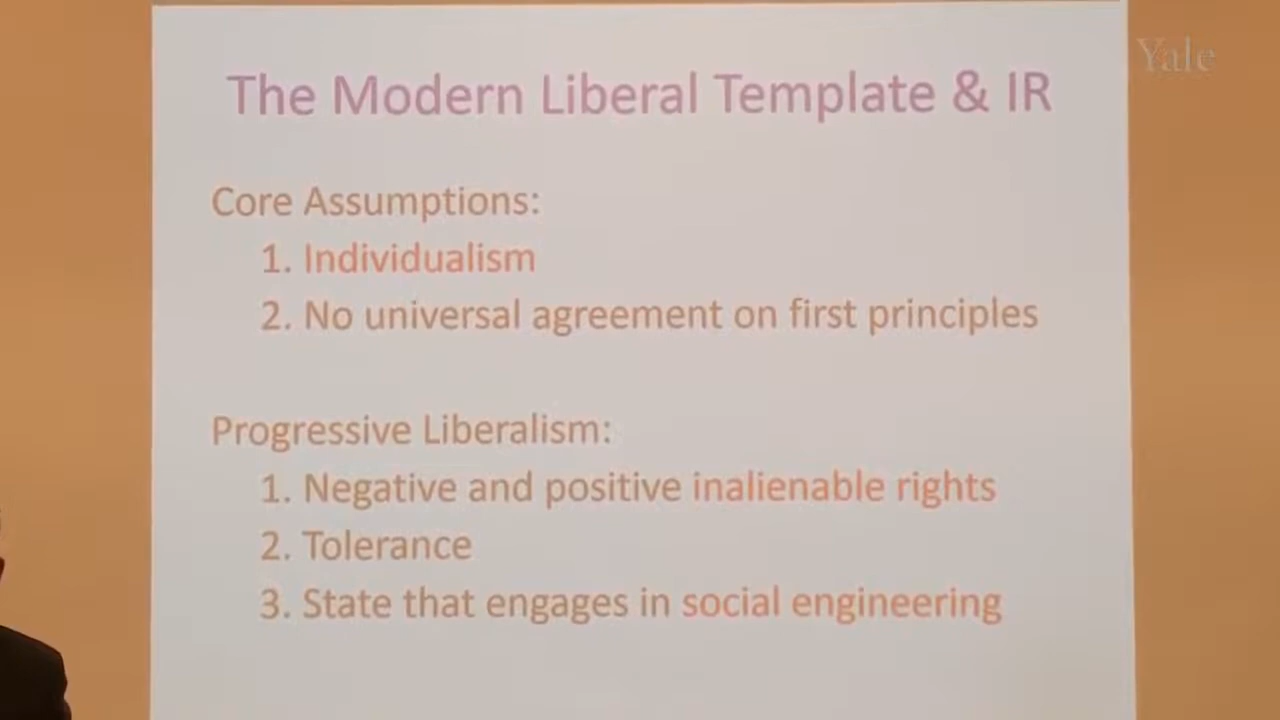 The Modern Liberal Template & IR
Yale
Core Assumptions:
1. Individualism
2. No universal agreement on first principles
Progressive Liberalism:
1. Negative and positive inalienable rights
2. Tolerance
3. State that engages in social engineering